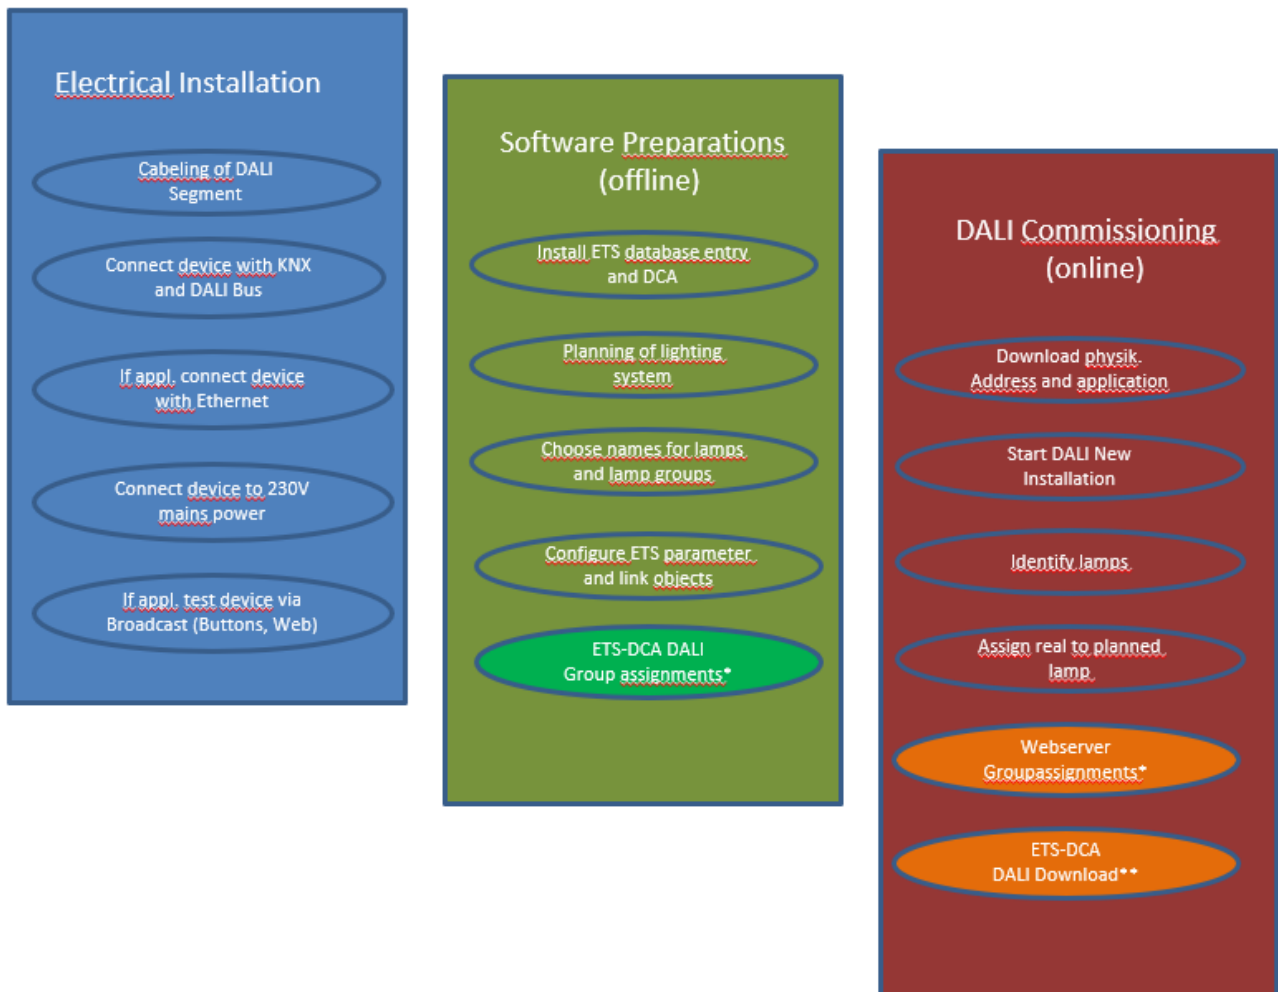 Electrical Installation
Cabeling of DALI
Segment
Connect device with KNX
and DALI Bus
If appl. connect device
with Ethernet
Connect device to 230V
mains power
If appl. test device via
Broadcast (Buttons, Web)
Software Preparations
(offline)
Install ETS database entry
and DCA
Planning of lighting
system
Choose names for lamps
and lamp groups
Configure ETS parameter
and link objects
ETS-DCA DALI
Group assignments*
DALI Commissioning
(online)
Download physik.
Address and application
Start DALI New
Installation
Identify lamps
Assign real to planned
lamp
Webserver
Groupassignments*
ETS-DCA
DALI Download**